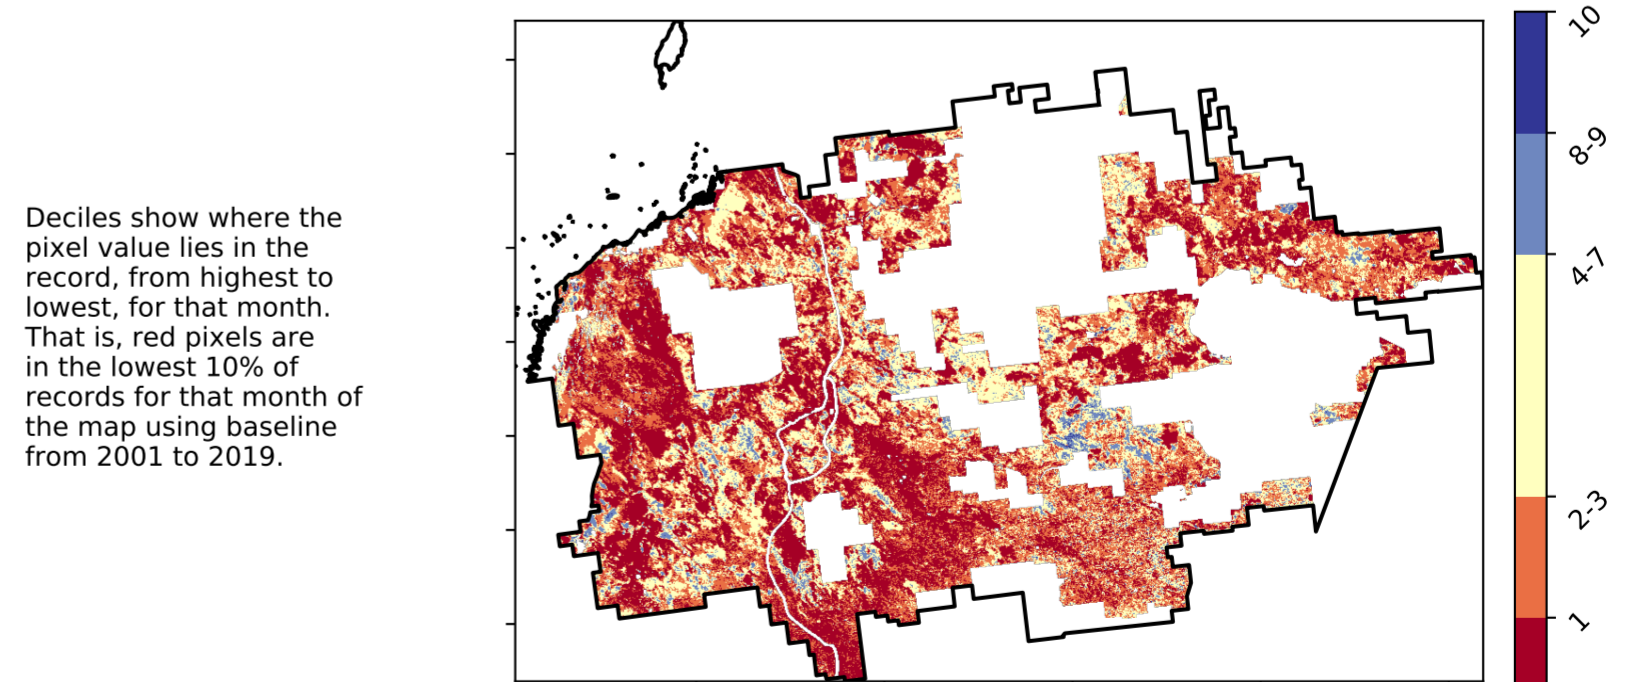 Deciles show where the
pixel value lies in the
record, from highest to
lowest, for that month.
That is, red pixels are
in the lowest 10% of
records for that month of
the map using baseline
from 2001 to 2019.
10
8-9
4-7
2-3
1